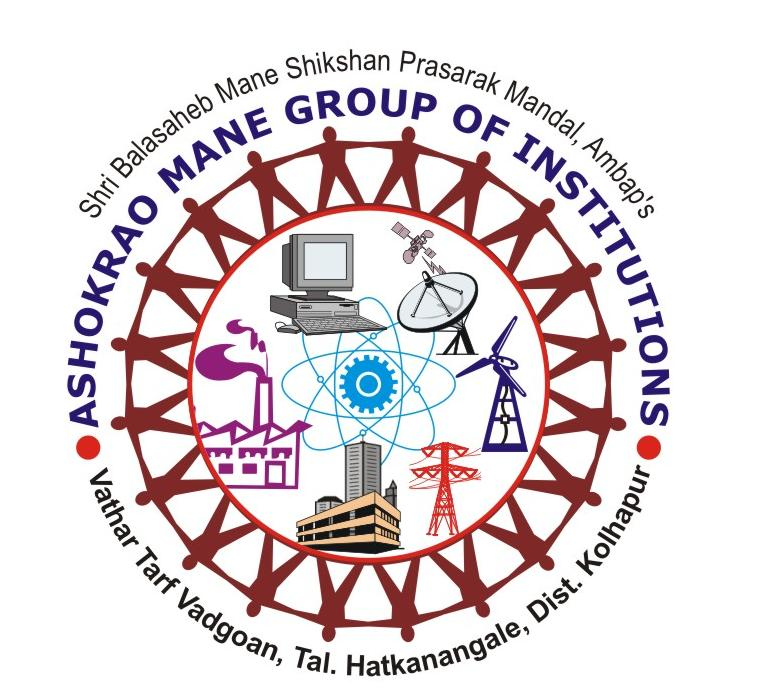 Shri Balasaheb Mane Shikshan Prasarak Mandal, Ambap's
ASHOKRAO MANE GROUP OF INSTITUTIONS
Vathar Tarf Vadgoan, Tal. Hatkanangale, Dist. Kolhapur